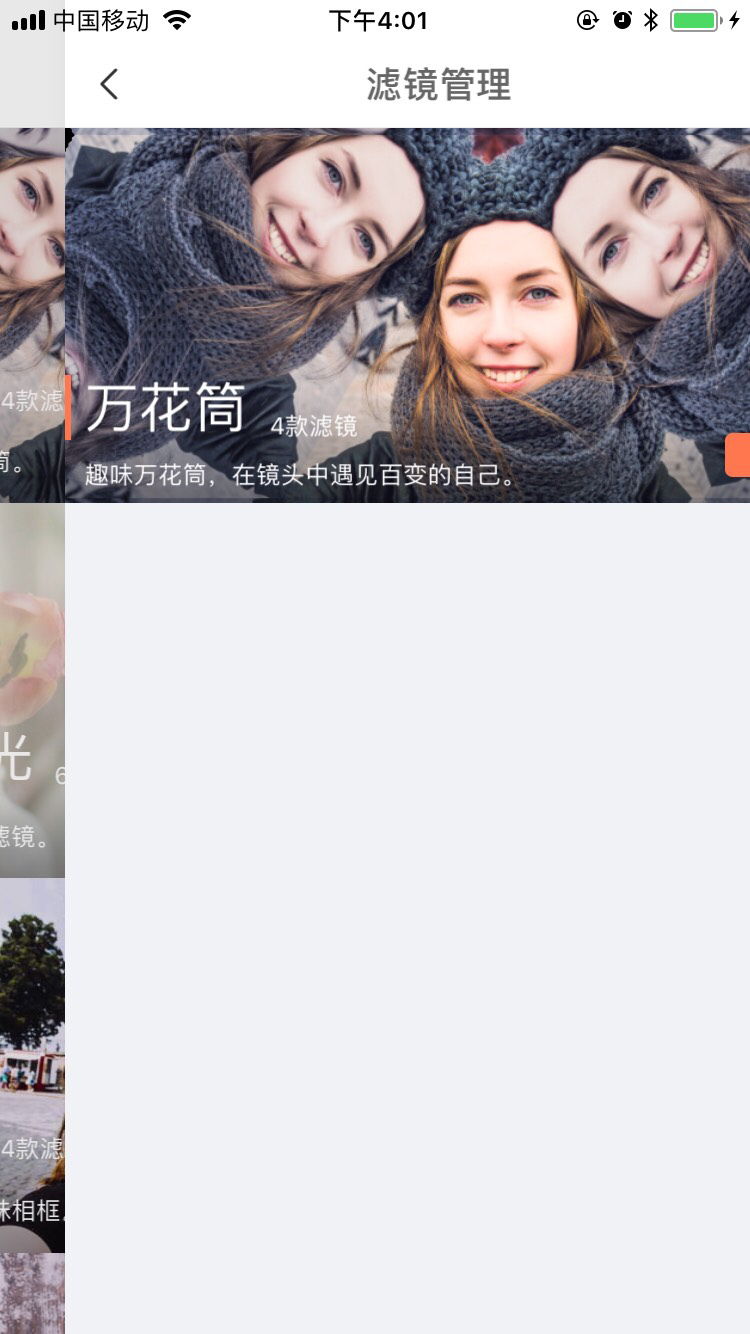 中国移动 下午4:01
滤镜管理
4款滤
筒。
万花筒 4款滤镜
趣味万花筒，在镜头中遇见百变的自己。
光 6
滤镜。
4款滤
味相框